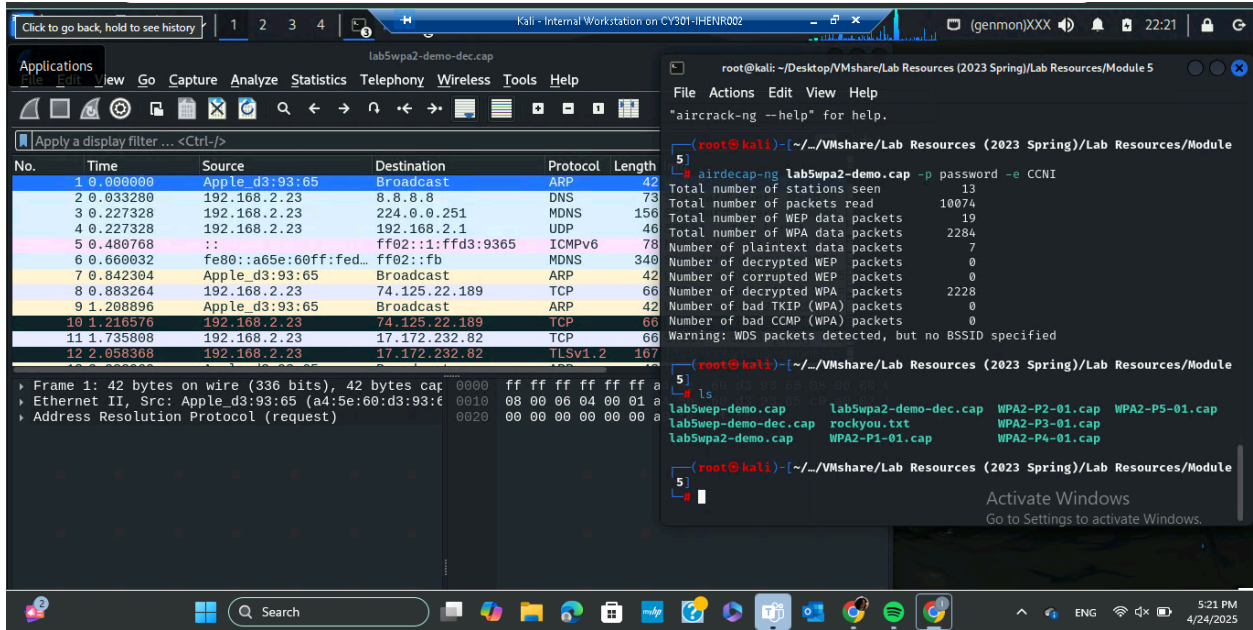 Click to go back, hold to see history
1 2 3 4
Kali - Internal Workstation on CY301-IHENR002
(genmon)XXX
22:21
Applications
lab5wpa2-demo-dec.cap
File Edit View Go Capture Analyze Statistics Telephony Wireless Tools Help
Apply a display filter ... <Ctrl-/>
No. Time Source Destination Protocol Length
1 0.000000 Apple_d3:93:65 Broadcast ARP 42
2 0.033280 192.168.2.23 8.8.8.8 DNS 73
3 0.227328 192.168.2.23 224.0.0.251 MDNS 156
4 0.227328 192.168.2.23 192.168.2.1 UDP 46
5 0.480768 :: ff02::1:ffd3:9365 ICMPv6 78
6 0.660032 fe80::a65e:60ff:fed… ff02::fb MDNS 340
7 0.842304 Apple_d3:93:65 Broadcast ARP 42
8 0.883264 192.168.2.23 74.125.22.189 TCP 66
9 1.208896 Apple_d3:93:65 Broadcast ARP 42
10 1.216576 192.168.2.23 74.125.22.189 TCP 66
11 1.735808 192.168.2.23 17.172.232.82 TCP 66
12 2.058368 192.168.2.23 17.172.232.82 TLSv1.2 167
Frame 1: 42 bytes on wire (336 bits), 42 bytes cap
Ethernet II, Src: Apple_d3:93:65 (a4:5e:60:d3:93:6
Address Resolution Protocol (request)
0000 ff ff ff ff ff ff a
0010 08 00 06 04 00 01 a
0020 00 00 00 00 00 00 a
root@kali: ~/Desktop/VMshare/Lab Resources (2023 Spring)/Lab Resources/Module 5
File Actions Edit View Help
"aircrack-ng --help" for help.
(root@kali)-[~/…/VMshare/Lab Resources (2023 Spring)/Lab Resources/Module
5]
# airdecap-ng lab5wpa2-demo.cap -p password -e CCNI
Total number of stations seen 13
Total number of packets read 10074
Total number of WEP data packets 19
Total number of WPA data packets 2284
Number of plaintext data packets 7
Number of decrypted WEP packets 0
Number of corrupted WEP packets 0
Number of decrypted WPA packets 2228
Number of bad TKIP (WPA) packets 0
Number of bad CCMP (WPA) packets 0
Warning: WDS packets detected, but no BSSID specified
(root@kali)-[~/…/VMshare/Lab Resources (2023 Spring)/Lab Resources/Module
5]
# ls
lab5wep-demo.cap lab5wpa2-demo-dec.cap WPA2-P2-01.cap WPA2-P5-01.cap
lab5wep-demo-dec.cap rockyou.txt WPA2-P3-01.cap
lab5wpa2-demo.cap WPA2-P1-01.cap WPA2-P4-01.cap
(root@kali)-[~/…/VMshare/Lab Resources (2023 Spring)/Lab Resources/Module
5]
#
Activate Windows
Go to Settings to activate Windows.
2
Search
myhp
ENG
5:21 PM
4/24/2025